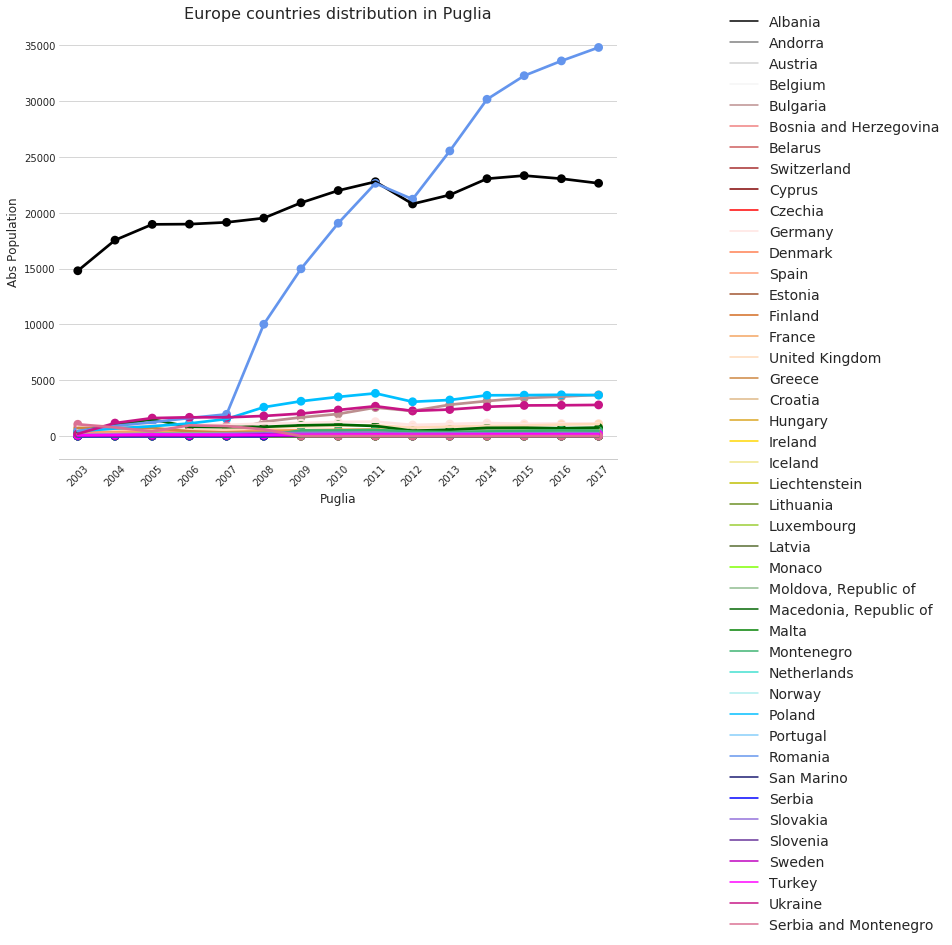 Europe countries distribution in Puglia
35000
30000
25000
20000
15000
10000
5000
0
Abs Population
2003
2004
2005
2006
2007
2008
2009
2010
2011
2012
2013
2014
2015
2016
2017
Puglia
Albania
Andorra
Austria
Belgium
Bulgaria
Bosnia and Herzegovina
Belarus
Switzerland
Cyprus
Czechia
Germany
Denmark
Spain
Estonia
Finland
France
United Kingdom
Greece
Croatia
Hungary
Ireland
Iceland
Liechtenstein
Lithuania
Luxembourg
Latvia
Monaco
Moldova, Republic of
Macedonia, Republic of
Malta
Montenegro
Netherlands
Norway
Poland
Portugal
Romania
San Marino
Serbia
Slovakia
Slovenia
Sweden
Turkey
Ukraine
Serbia and Montenegro